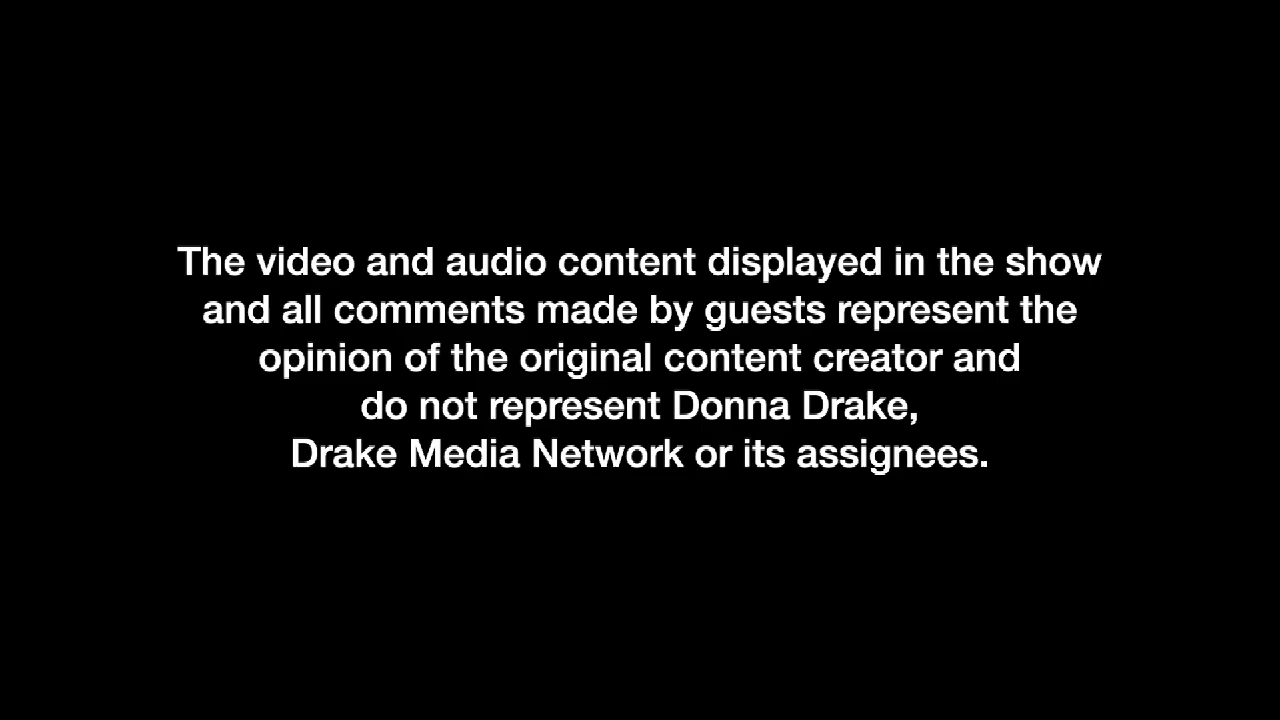 The video and audio content displayed in the show
and all comments made by guests represent the
opinion of the original content creator and
do not represent Donna Drake,
Drake Media Network or its assignees.